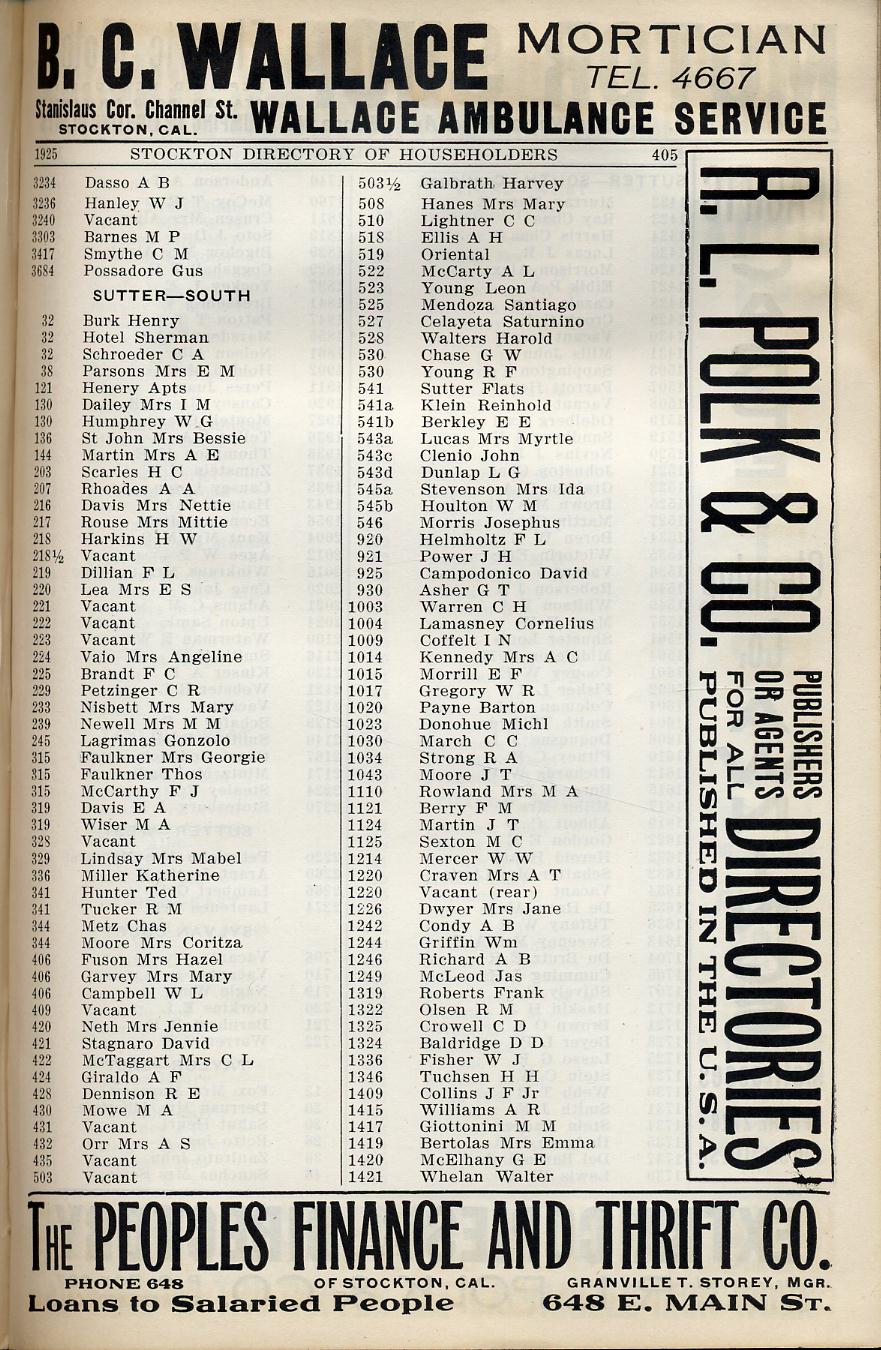 B. C. WALLACE MORTICIAN
TEL. 4667
Stanislaus Cor. Channel St.
STOCKTON, CAL.
WALLACE AMBULANCE SERVICE
1925 STOCKTON DIRECTORY OF HOUSEHOLDERS 405
3234 Dasso A B
3236 Hanley W J
3240 Vacant
3303 Barnes M P
3417 Smythe C M
3684 Possadore Gus
SUTTER—SOUTH
32 Burk Henry
32 Hotel Sherman
32 Schroeder C A
38 Parsons Mrs E M
121 Henery Apts
130 Dailey Mrs I M
130 Humphrey W G
136 St John Mrs Bessie
144 Martin Mrs A E
203 Scarles H C
207 Rhoades A A
216 Davis Mrs Nettie
217 Rouse Mrs Mittie
218 Harkins H W
218½ Vacant
219 Dillian F L
220 Lea Mrs E S
221 Vacant
222 Vacant
223 Vacant
224 Vaio Mrs Angeline
225 Brandt F C
229 Petzinger C R
233 Nisbett Mrs Mary
239 Newell Mrs M M
245 Lagrimas Gonzolo
315 Faulkner Mrs Georgie
315 Faulkner Thos
315 McCarthy F J
319 Davis E A
319 Wiser M A
328 Vacant
329 Lindsay Mrs Mabel
336 Miller Katherine
341 Hunter Ted
341 Tucker R M
344 Metz Chas
344 Moore Mrs Coritza
406 Fuson Mrs Hazel
406 Garvey Mrs Mary
406 Campbell W L
409 Vacant
420 Neth Mrs Jennie
421 Stagnaro David
422 McTaggart Mrs C L
424 Giraldo A F
428 Dennison R E
430 Mowe M A
431 Vacant
432 Orr Mrs A S
435 Vacant
503 Vacant
503½ Galbrath Harvey
508 Hanes Mrs Mary
510 Lightner C C
518 Ellis A H
519 Oriental
522 McCarty A L
523 Young Leon
525 Mendoza Santiago
527 Celayeta Saturnino
528 Walters Harold
530 Chase G W
530 Young R F
541 Sutter Flats
541a Klein Reinhold
541b Berkley E E
543a Lucas Mrs Myrtle
543c Clenio John
543d Dunlap L G
545a Stevenson Mrs Ida
545b Houlton W M
546 Morris Josephus
920 Helmholtz F L
921 Power J H
925 Campodonico David
930 Asher G T
1003 Warren C H
1004 Lamasney Cornelius
1009 Coffelt I N
1014 Kennedy Mrs A C
1015 Morrill E F
1017 Gregory W R
1020 Payne Barton
1023 Donohue Michl
1030 March C C
1034 Strong R A
1043 Moore J T
1110 Rowland Mrs M A
1121 Berry F M
1124 Martin J T
1125 Sexton M C
1214 Mercer W W
1220 Craven Mrs A T
1220 Vacant (rear)
1226 Dwyer Mrs Jane
1242 Condy A B
1244 Griffin Wm
1246 Richard A B
1249 McLeod Jas
1319 Roberts Frank
1322 Olsen R M
1325 Crowell C D
1324 Baldridge D D
1336 Fisher W J
1346 Tuchsen H H
1409 Collins J F Jr
1415 Williams A R
1417 Giottonini M M
1419 Bertolas Mrs Emma
1420 McElhany G E
1421 Whelan Walter
R. L. POLK & CO.
PUBLISHERS
OR AGENTS
FOR ALL
DIRECTORIES
PUBLISHED IN THE U. S. A.
THE PEOPLES FINANCE AND THRIFT CO.
PHONE 648 OF STOCKTON, CAL. GRANVILLE T. STOREY, MGR.
Loans to Salaried People 648 E. MAIN ST.